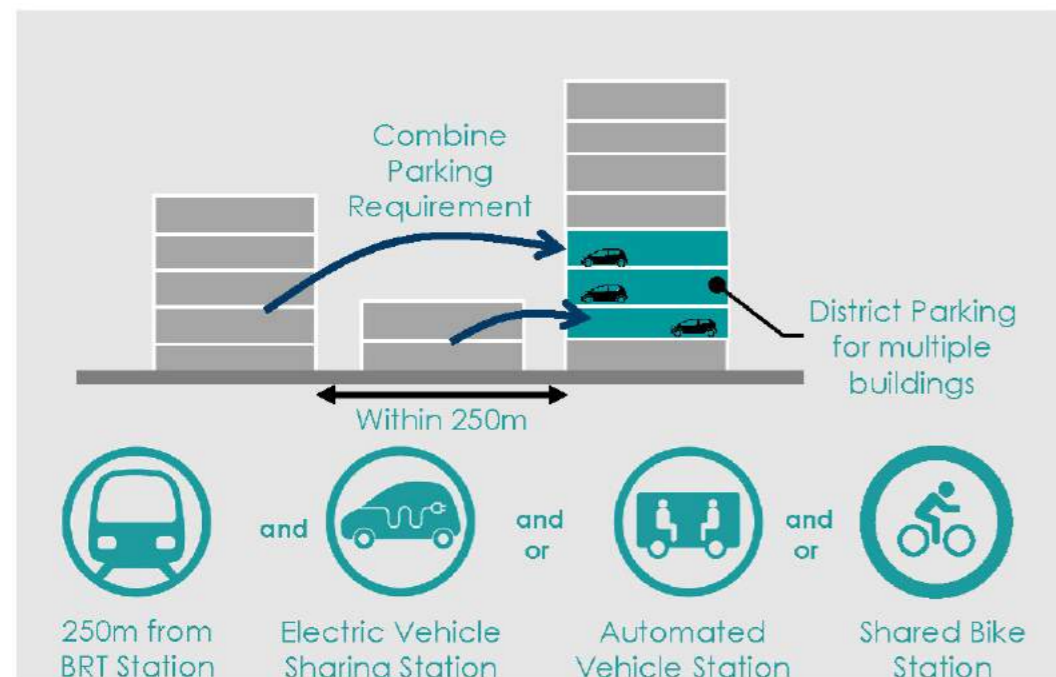 Combine
Parking
Requirement
District Parking
for multiple
buildings
Within 250m
and
and
or
and
or
250m from
BRT Station
Electric Vehicle
Sharing Station
Automated
Vehicle Station
Shared Bike
Station